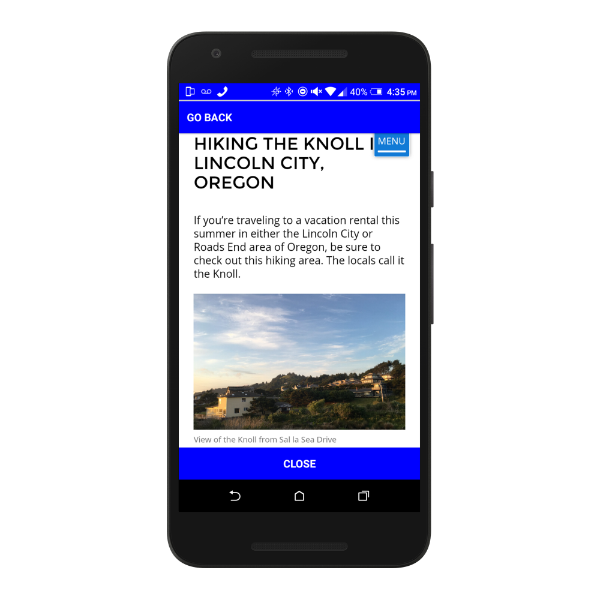 40% 4:35 PM
GO BACK
HIKING THE KNOLL I
MENU
LINCOLN CITY,
OREGON
If you're traveling to a vacation rental this
summer in either the Lincoln City or
Roads End area of Oregon, be sure to
check out this hiking area. The locals call it
the Knoll.
View of the Knoll from Sal la Sea Drive
CLOSE